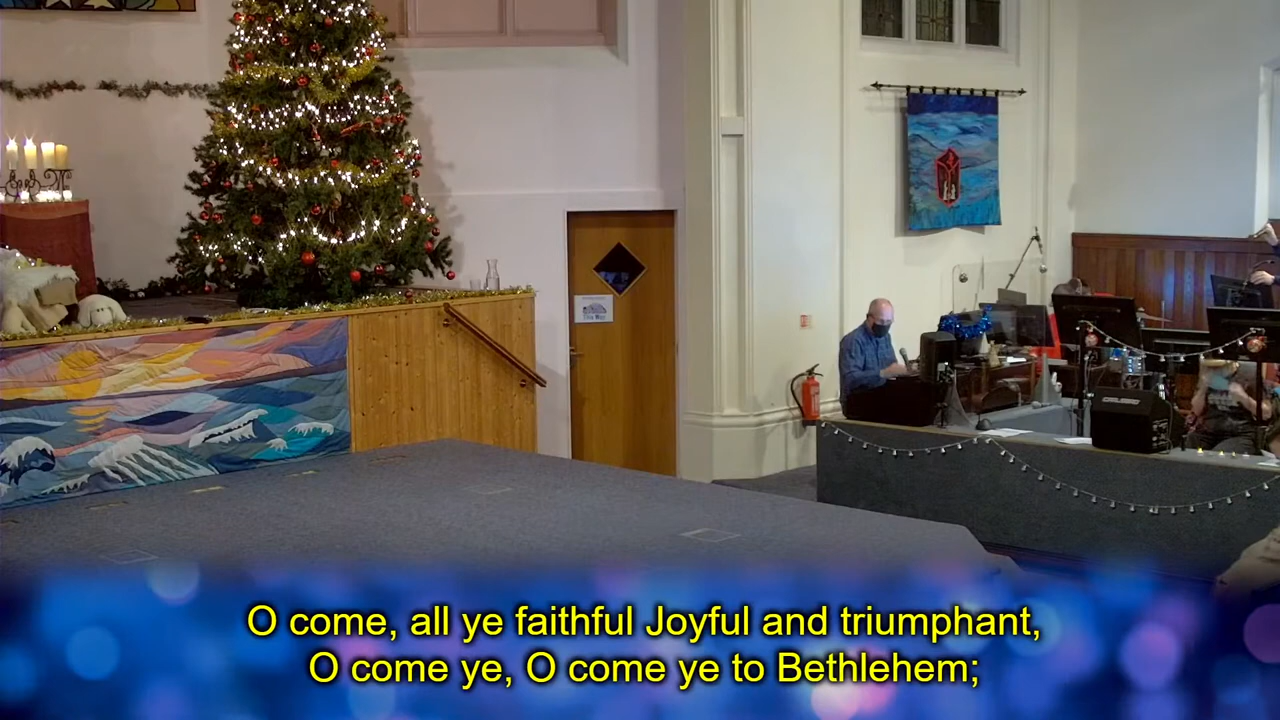 O come, all ye faithful Joyful and triumphant,
O come ye, O come ye to Bethlehem;